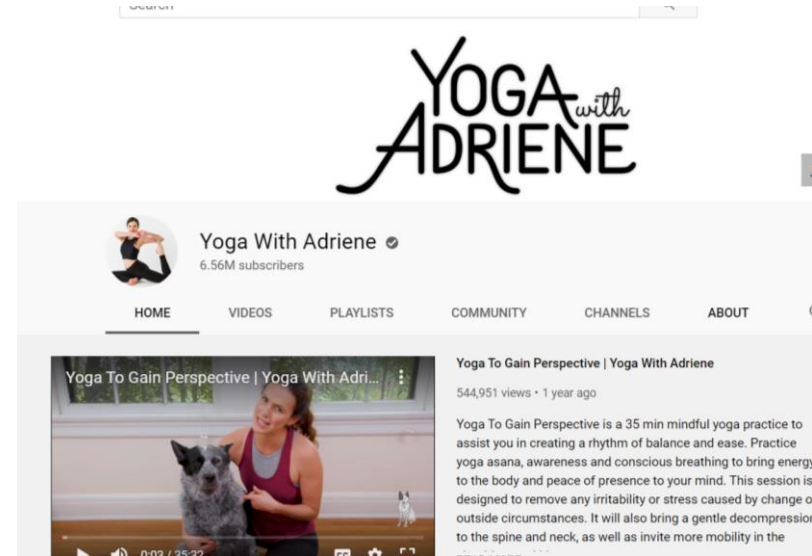 Search
YOGA with
ADRIENE
Yoga With Adriene
6.56M subscribers
HOME VIDEOS PLAYLISTS COMMUNITY CHANNELS ABOUT
Yoga To Gain Perspective | Yoga With Adri...
0:03 / 35:32
Yoga To Gain Perspective | Yoga With Adriene
544,951 views • 1 year ago
Yoga To Gain Perspective is a 35 min mindful yoga practice to
assist you in creating a rhythm of balance and ease. Practice
yoga asana, awareness and conscious breathing to bring energy
to the body and peace of presence to your mind. This session is
designed to remove any irritability or stress caused by change o
outside circumstances. It will also bring a gentle decompression
to the spine and neck, as well as invite more mobility in the